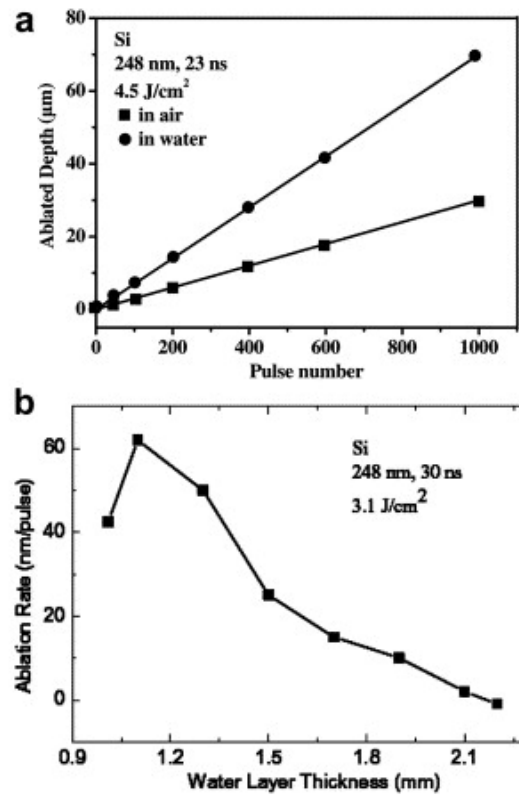 a
Si
248 nm, 23 ns
4.5 J/cm²
in air
in water
Ablated Depth (μm)
80
60
40
20
0
0 200 400 600 800 1000
Pulse number
b
Si
248 nm, 30 ns
3.1 J/cm²
Ablation Rate (nm/pulse)
60
40
20
0
0.9 1.2 1.5 1.8 2.1
Water Layer Thickness (mm)